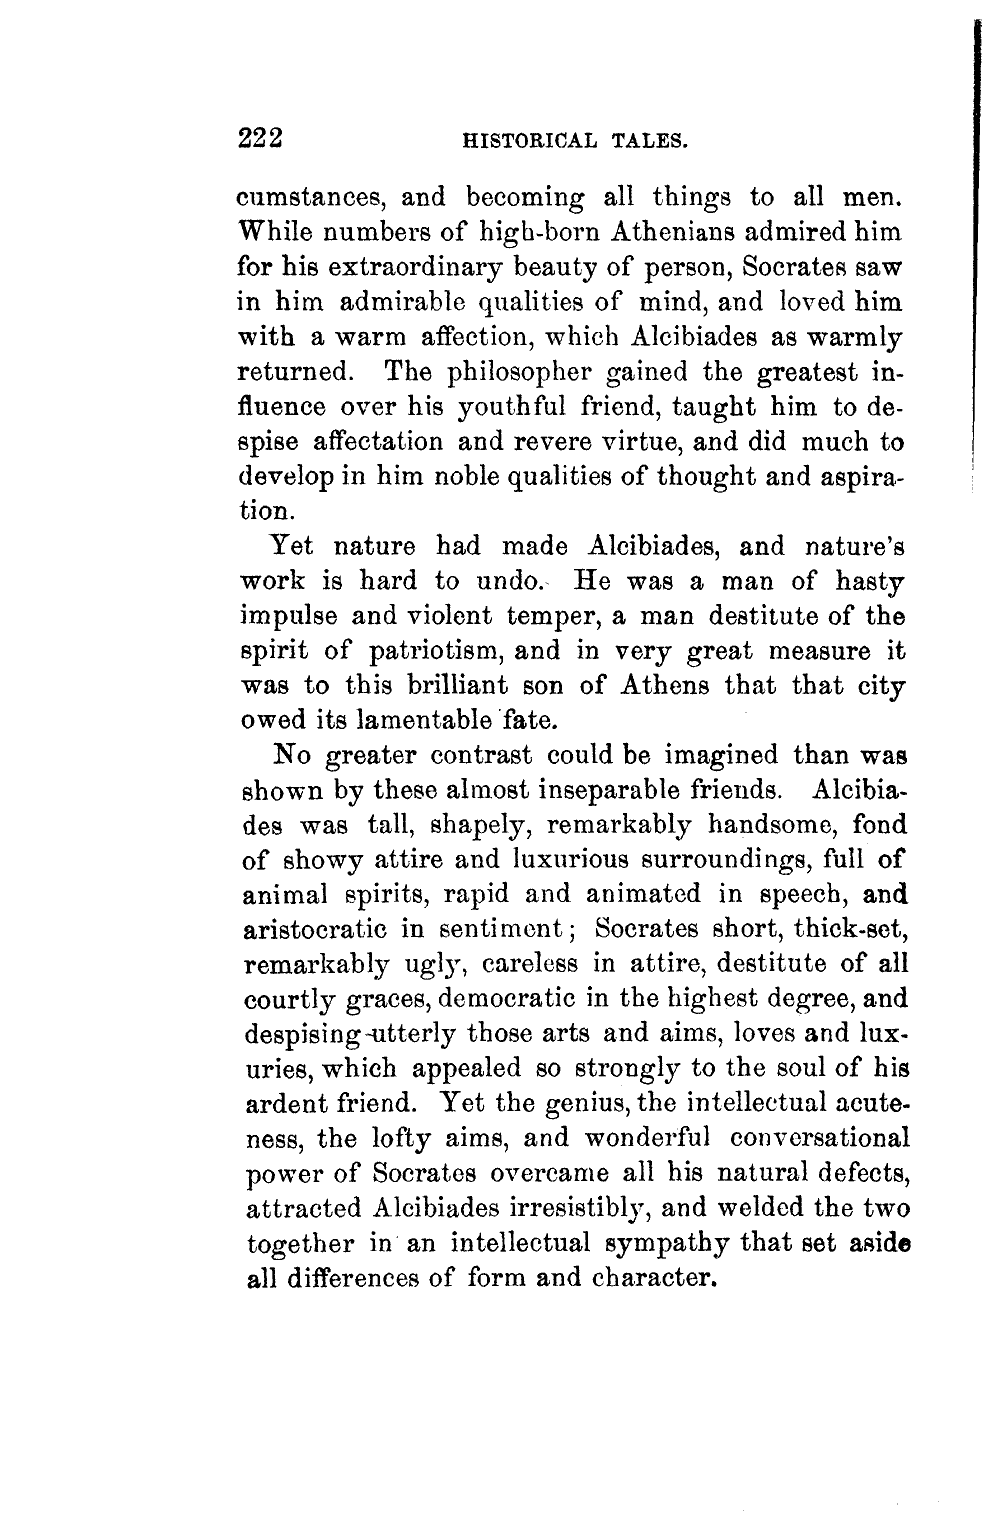 222 HISTORICAL TALES.
cumstances, and becoming all things to all men.
While numbers of high-born Athenians admired him
for his extraordinary beauty of person, Socrates saw
in him admirable qualities of mind, and loved him
with a warm affection, which Alcibiades as warmly
returned. The philosopher gained the greatest in-
fluence over his youthful friend, taught him to de-
spise affectation and revere virtue, and did much to
develop in him noble qualities of thought and aspira-
tion.
Yet nature had made Alcibiades, and nature's
work is hard to undo. He was a man of hasty
impulse and violent temper, a man destitute of the
spirit of patriotism, and in very great measure it
was to this brilliant son of Athens that that city
owed its lamentable fate.
No greater contrast could be imagined than was
shown by these almost inseparable friends. Alcibia-
des was tall, shapely, remarkably handsome, fond
of showy attire and luxurious surroundings, full of
animal spirits, rapid and animated in speech, and
aristocratic in sentiment; Socrates short, thick-set,
remarkably ugly, careless in attire, destitute of all
courtly graces, democratic in the highest degree, and
despising utterly those arts and aims, loves and lux-
uries, which appealed so strongly to the soul of his
ardent friend. Yet the genius, the intellectual acute-
ness, the lofty aims, and wonderful conversational
power of Socrates overcame all his natural defects,
attracted Alcibiades irresistibly, and welded the two
together in an intellectual sympathy that set aside
all differences of form and character.